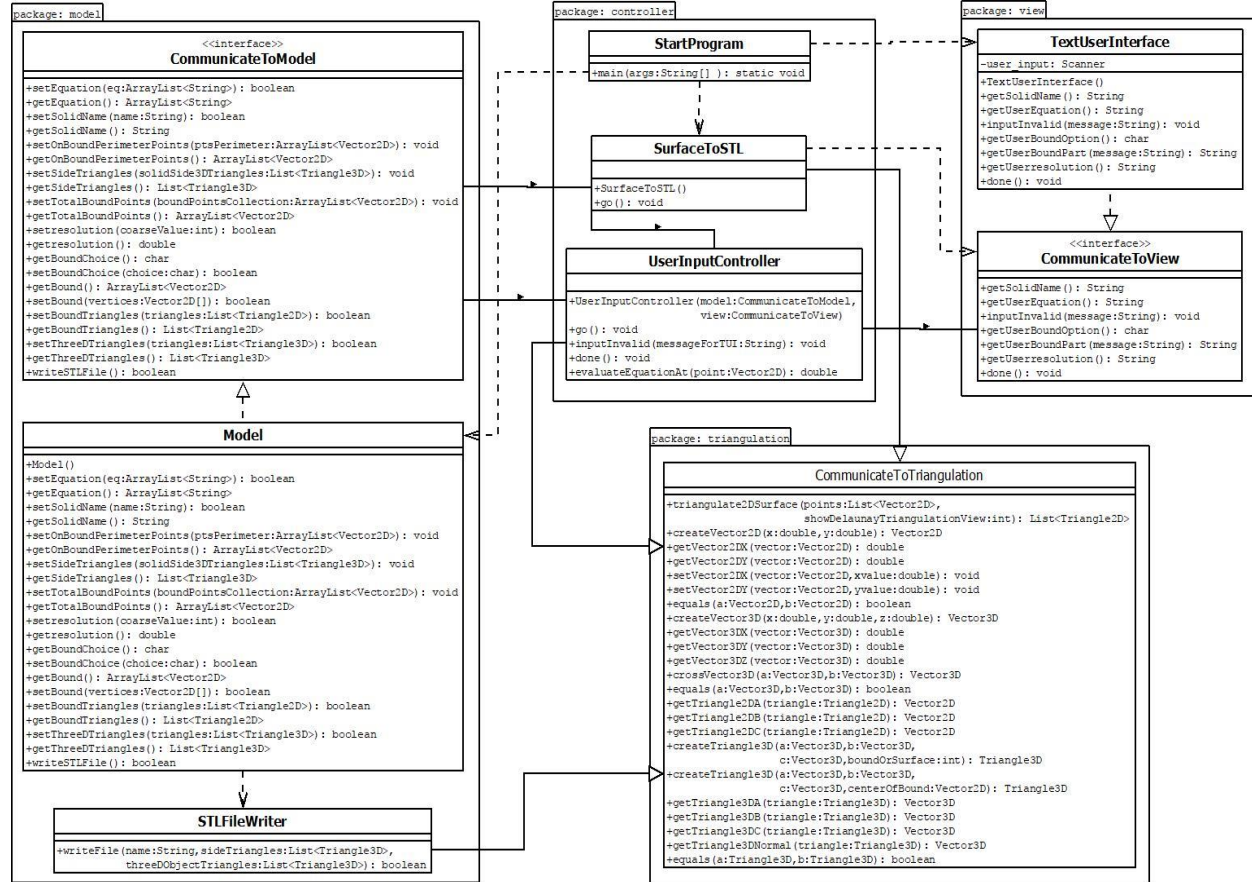 package: model
<<interface>>
CommunicateToModel
+setEquation(eq:ArrayList<String>): boolean
+getEquation(): ArrayList<String>
+setSolidName(name:String): boolean
+getSolidName(): String
+setOnBoundPerimeterPoints(ptsPerimeter:ArrayList<Vector2D>): void
+getOnBoundPerimeterPoints(): ArrayList<Vector2D>
+setSideTriangles(solidSide3DTriangles:List<Triangle3D>): void
+getSideTriangles(): List<Triangle3D>
+setTotalBoundPoints(boundPointsCollection:ArrayList<Vector2D>): void
+getTotalBoundPoints(): ArrayList<Vector2D>
+setresolution(coarseValue:int): boolean
+getresolution(): double
+getBoundChoice(): char
+setBoundChoice(choice:char): boolean
+getBound(): ArrayList<Vector2D>
+setBound(vertices:Vector2D[]): boolean
+setBoundTriangles(triangles:List<Triangle2D>): boolean
+getBoundTriangles(): List<Triangle2D>
+setThreeDTriangles(triangles:List<Triangle3D>): boolean
+getThreeDTriangles(): List<Triangle3D>
+writeSTLFile(): boolean
Model
+Model()
+setEquation(eq:ArrayList<String>): boolean
+getEquation(): ArrayList<String>
+setSolidName(name:String): boolean
+getSolidName(): String
+setOnBoundPerimeterPoints(ptsPerimeter:ArrayList<Vector2D>): void
+getOnBoundPerimeterPoints(): ArrayList<Vector2D>
+setSideTriangles(solidSide3DTriangles:List<Triangle3D>): void
+getSideTriangles(): List<Triangle3D>
+setTotalBoundPoints(boundPointsCollection:ArrayList<Vector2D>): void
+getTotalBoundPoints(): ArrayList<Vector2D>
+setresolution(coarseValue:int): boolean
+getresolution(): double
+getBoundChoice(): char
+setBoundChoice(choice:char): boolean
+getBound(): ArrayList<Vector2D>
+setBound(vertices:Vector2D[]): boolean
+setBoundTriangles(triangles:List<Triangle2D>): boolean
+getBoundTriangles(): List<Triangle2D>
+setThreeDTriangles(triangles:List<Triangle3D>): boolean
+getThreeDTriangles(): List<Triangle3D>
+writeSTLFile(): boolean
STLFileWriter
+writeFile(name:String,sideTriangles:List<Triangle3D>,
threeDObjectTriangles:List<Triangle3D>): boolean
package: controller
StartProgram
+main(args:String[] ): static void
SurfaceToSTL
+SurfaceToSTL()
+go(): void
UserInputController
+UserInputController(model:CommunicateToModel,
view:CommunicateToView)
+go(): void
+inputInvalid(messageForTUI:String): void
+done(): void
+evaluateEquationAt(point:Vector2D): double
package: view
TextUserInterface
-user_input: Scanner
+TextUserInterface()
+getSolidName(): String
+getUserEquation(): String
+inputInvalid(message:String): void
+getUserBoundOption(): char
+getUserBoundPart(message:String): String
+getUserresolution(): String
+done(): void
<<interface>>
CommunicateToView
+getSolidName(): String
+getUserEquation(): String
+inputInvalid(message:String): void
+getUserBoundOption(): char
+getUserBoundPart(message:String): String
+getUserresolution(): String
+done(): void
package: triangulation
CommunicateToTriangulation
+triangulate2DSurface(points:List<Vector2D>,
showDelaunayTriangulationView:int): List<Triangle2D>
+createVector2D(x:double,y:double): Vector2D
+getVector2DX(vector:Vector2D): double
+getVector2DY(vector:Vector2D): double
+setVector2DX(vector:Vector2D,xvalue:double): void
+setVector2DY(vector:Vector2D,yvalue:double): void
+equals(a:Vector2D,b:Vector2D): boolean
+createVector3D(x:double,y:double,z:double): Vector3D
+getVector3DX(vector:Vector3D): double
+getVector3DY(vector:Vector3D): double
+getVector3DZ(vector:Vector3D): double
+crossVector3D(a:Vector3D,b:Vector3D): Vector3D
+equals(a:Vector3D,b:Vector3D): boolean
+getTriangle2DA(triangle:Triangle2D): Vector2D
+getTriangle2DB(triangle:Triangle2D): Vector2D
+getTriangle2DC(triangle:Triangle2D): Vector2D
+createTriangle3D(a:Vector3D,b:Vector3D,
c:Vector3D,boundOrSurface:int): Triangle3D
+createTriangle3D(a:Vector3D,b:Vector3D,
c:Vector3D,centerOfBound:Vector2D): Triangle3D
+getTriangle3DA(triangle:Triangle3D): Vector3D
+getTriangle3DB(triangle:Triangle3D): Vector3D
+getTriangle3DC(triangle:Triangle3D): Vector3D
+getTriangle3DNormal(triangle:Triangle3D): Vector3D
+equals(a:Triangle3D,b:Triangle3D): boolean